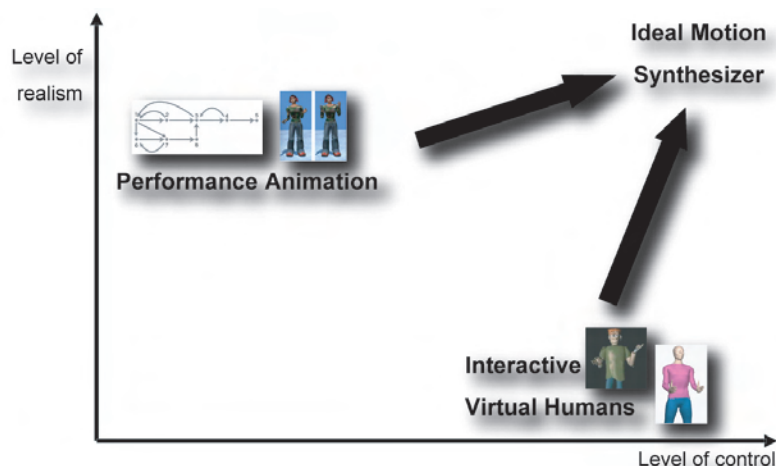 Ideal Motion
Synthesizer
Level of
realism
Performance Animation
Interactive
Virtual Humans
Level of control